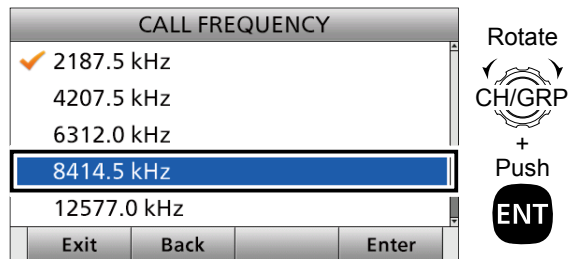 CALL FREQUENCY
2187.5 kHz
4207.5 kHz
6312.0 kHz
8414.5 kHz
12577.0 kHz
Exit Back Enter
Rotate
CH/GRP
+
Push
ENT